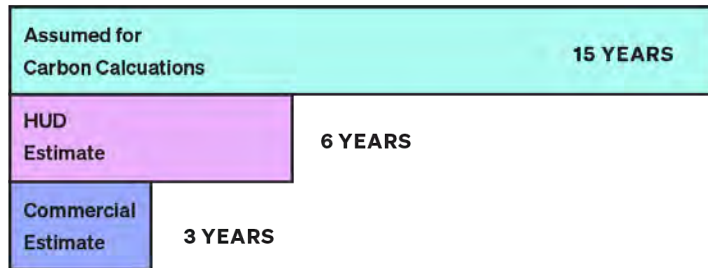 Assumed for
Carbon Calcuations
15 YEARS
HUD
Estimate
6 YEARS
Commercial
Estimate
3 YEARS